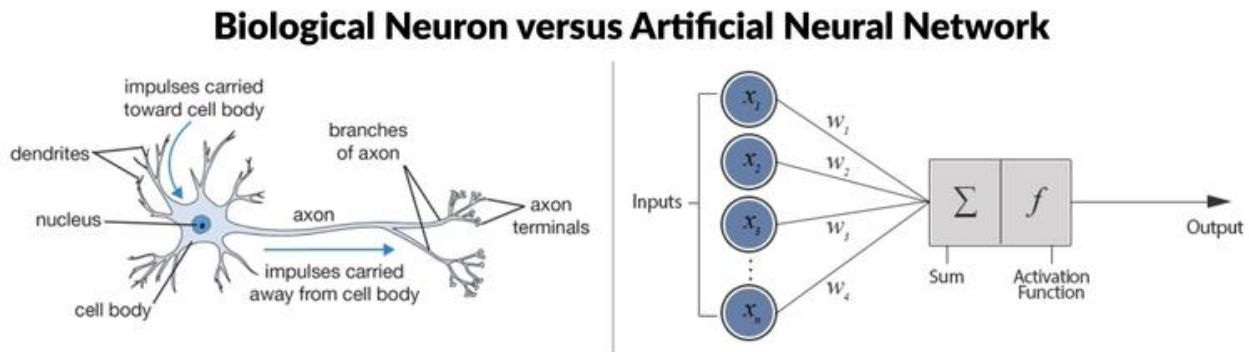 Biological Neuron versus Artificial Neural Network
impulses carried
toward cell body
dendrites
nucleus
cell body
axon
impulses carried
away from cell body
branches
of axon
axon
terminals
Inputs
x₁
x₂
x₃
xₙ
w₁
w₂
w₃
w₄
Σ
f
Sum
Activation
Function
Output